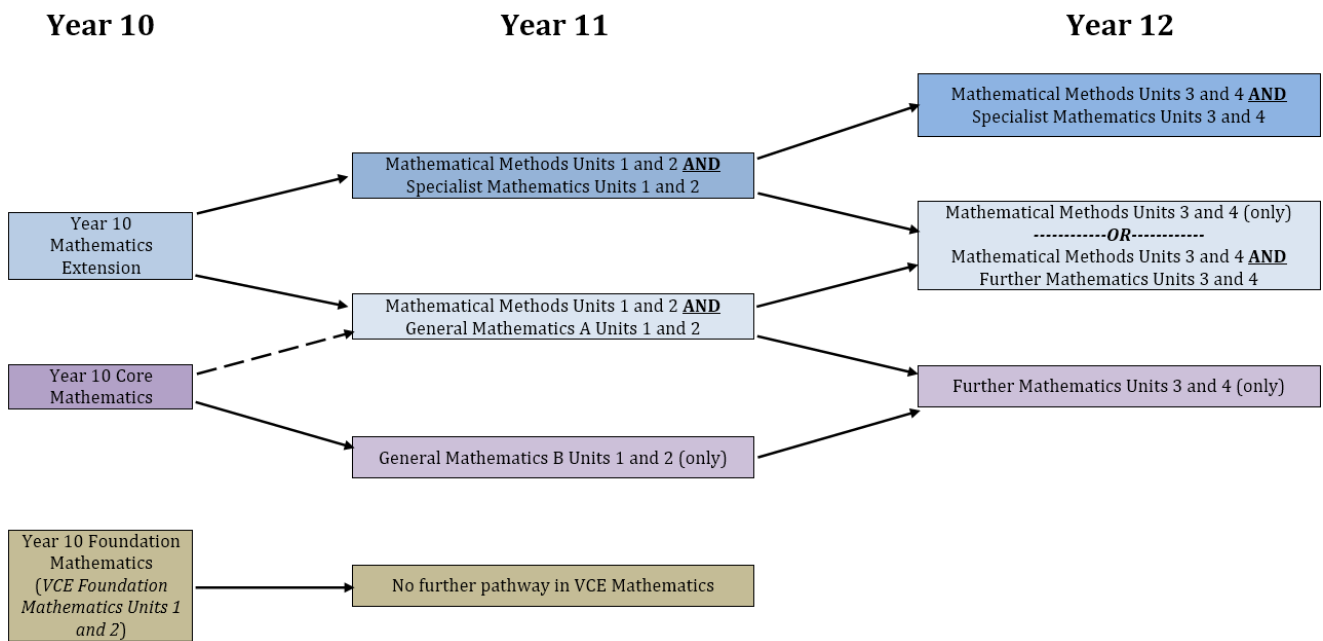 Year 10
Year 11
Year 12
Year 10
Mathematics
Extension
Year 10 Core
Mathematics
Year 10 Foundation
Mathematics
(VCE Foundation
Mathematics Units 1
and 2)
Mathematical Methods Units 1 and 2 AND
Specialist Mathematics Units 1 and 2
Mathematical Methods Units 1 and 2 AND
General Mathematics A Units 1 and 2
General Mathematics B Units 1 and 2 (only)
No further pathway in VCE Mathematics
Mathematical Methods Units 3 and 4 AND
Specialist Mathematics Units 3 and 4
Mathematical Methods Units 3 and 4 (only)
------------OR------------
Mathematical Methods Units 3 and 4 AND
Further Mathematics Units 3 and 4
Further Mathematics Units 3 and 4 (only)